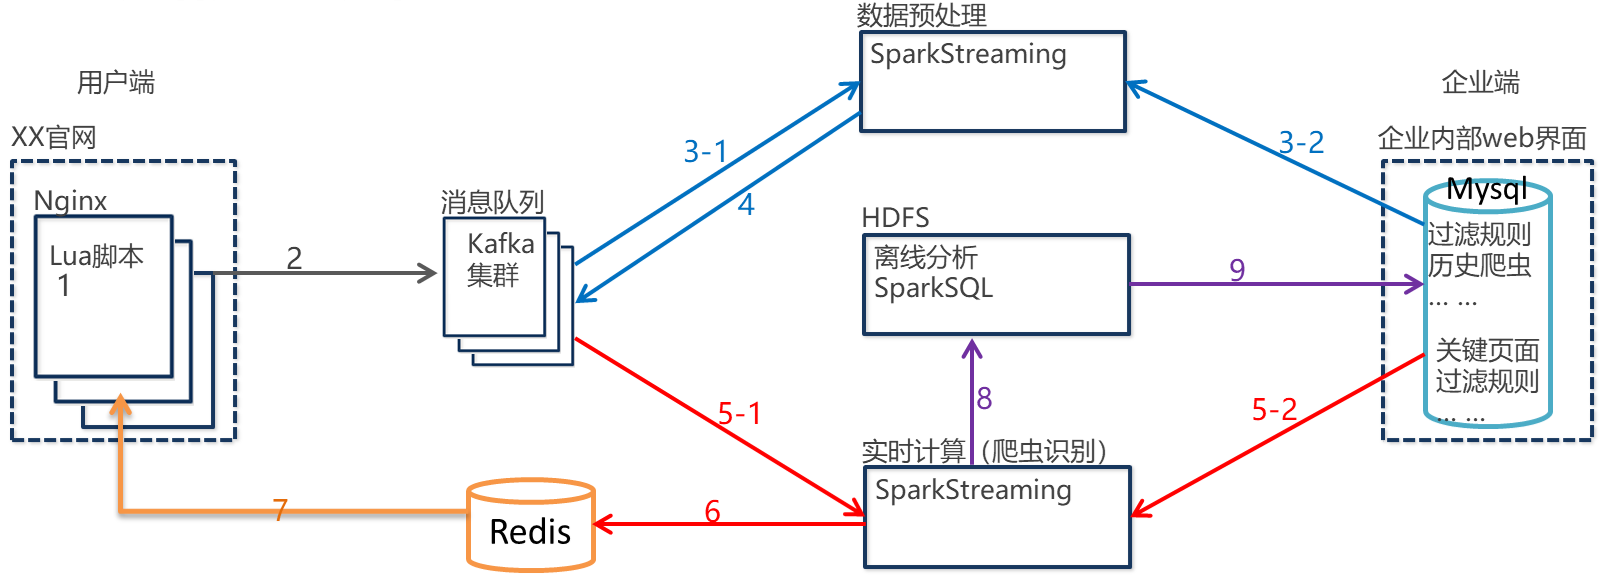 数据预处理
SparkStreaming
用户端
企业端
XX官网
企业内部web界面
3-1
3-2
Nginx
Lua脚本
1
消息队列
Kafka
集群
2
4
HDFS
离线分析
SparkSQL
9
Mysql
过滤规则
历史爬虫
... ...
关键页面
过滤规则
... ...
8
5-1
5-2
实时计算（爬虫识别）
SparkStreaming
7
Redis
6